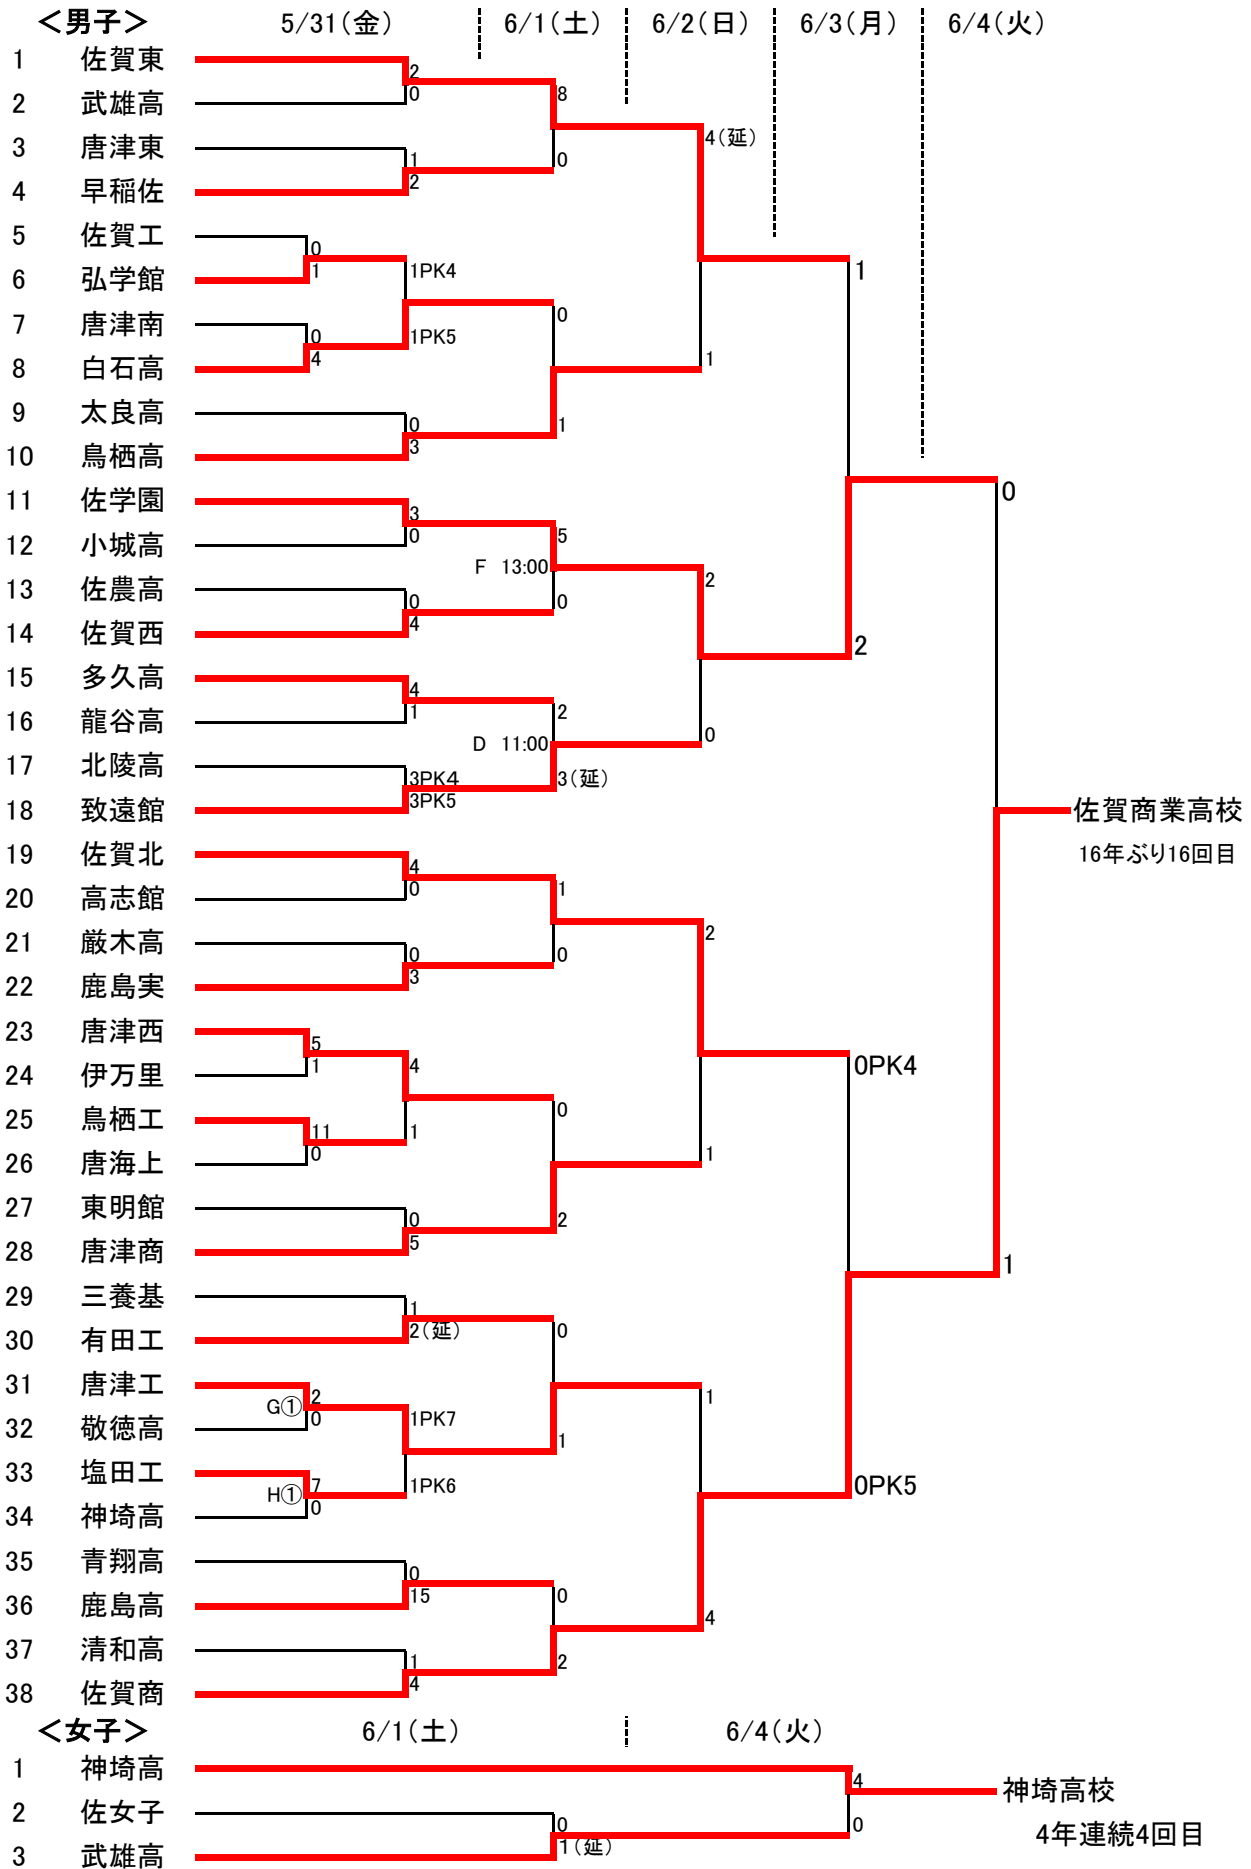 ＜男子＞ 5/31(金) 6/1(土) 6/2(日) 6/3(月) 6/4(火)
1 佐賀東
2
0
2 武雄高
8
4(延)
3 唐津東
1
0
2
4 早稲佐
5 佐賀工
0
1
1PK4
1
6 弘学館
7 唐津南
0
0
1PK5
4
1
8 白石高
9 太良高
0
1
3
10 鳥栖高
11 佐学園
3
0
0
5
12 小城高
F 13:00
2
13 佐農高
0
0
4
14 佐賀西
2
15 多久高
4
1
2
16 龍谷高
D 11:00
0
17 北陵高
3PK4
3(延)
3PK5
18 致遠館
佐賀商業高校
16年ぶり16回目
19 佐賀北
4
0
1
20 高志館
2
21 厳木高
0
0
3
22 鹿島実
23 唐津西
5
1
4
0PK4
24 伊万里
0
25 鳥栖工
11
1
0
1
26 唐海上
27 東明館
0
2
5
28 唐津商
1
29 三養基
1
2(延)
0
30 有田工
31 唐津工
2
1
G①
0
1PK7
32 敬徳高
1
33 塩田工
7
1PK6
0PK5
H①
0
34 神埼高
35 青翔高
0
15
0
36 鹿島高
4
37 清和高
1
2
4
38 佐賀商
＜女子＞ 6/1(土) 6/4(火)
1 神埼高
4
神埼高校
2 佐女子
0
0
4年連続4回目
1(延)
3 武雄高